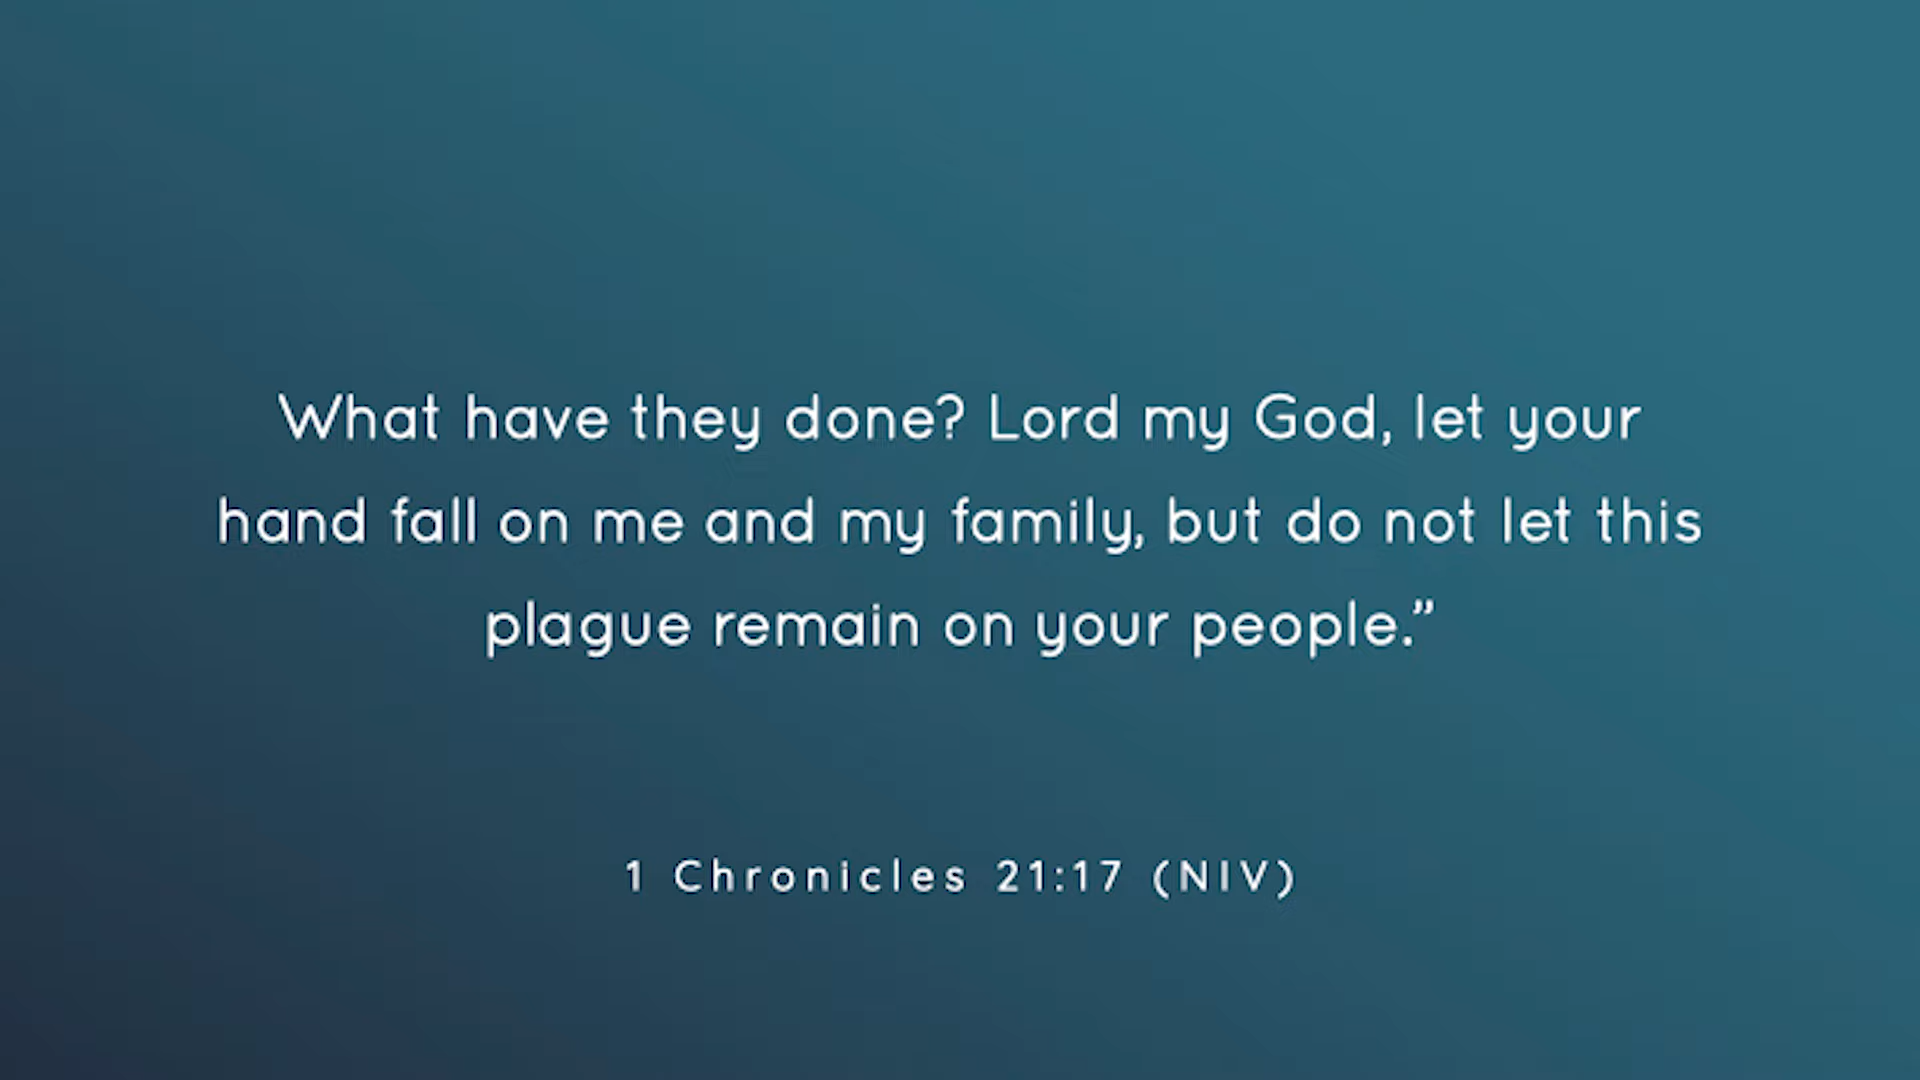 What have they done? Lord my God, let your
hand fall on me and my family, but do not let this
plague remain on your people.”
1 Chronicles 21:17 (NIV)